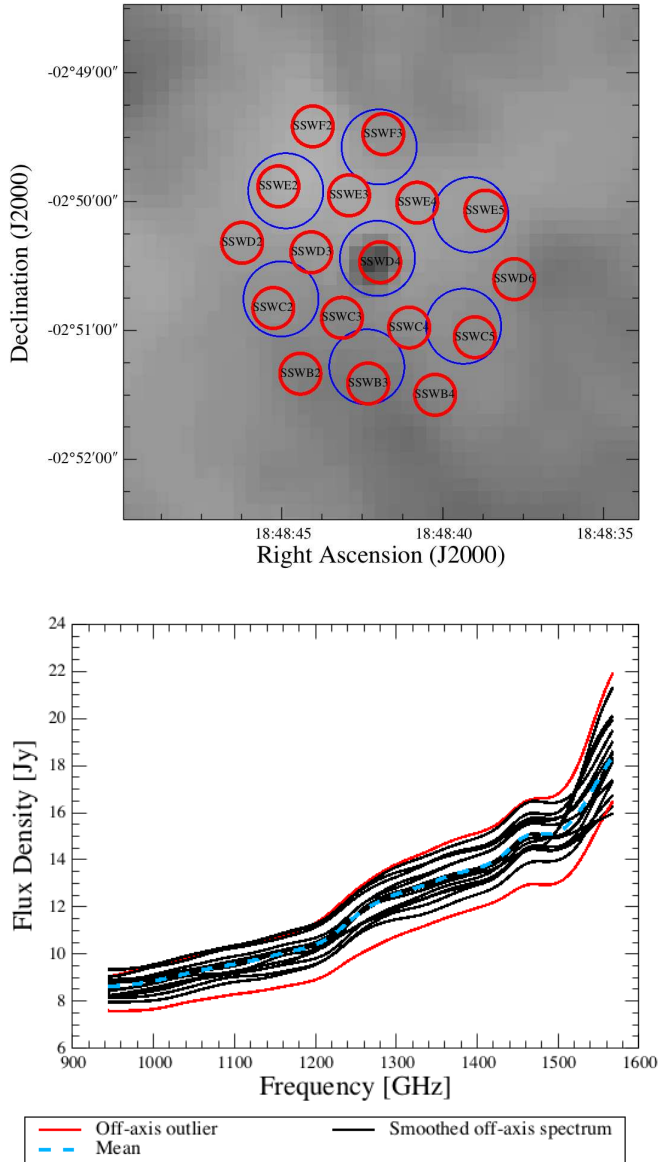 Declination (J2000)
-02°49′00″
-02°50′00″
-02°51′00″
-02°52′00″
SSWF2
SSWF3
SSWE2
SSWE3
SSWE4
SSWE5
SSWD2
SSWD3
SSWD4
SSWD6
SSWC2
SSWC3
SSWC4
SSWC5
SSWB2
SSWB3
SSWB4
18:48:45
18:48:40
18:48:35
Right Ascension (J2000)
Flux Density [Jy]
24
22
20
18
16
14
12
10
8
6
900
1000
1100
1200
1300
1400
1500
1600
Frequency [GHz]
Off-axis outlier
Smoothed off-axis spectrum
Mean